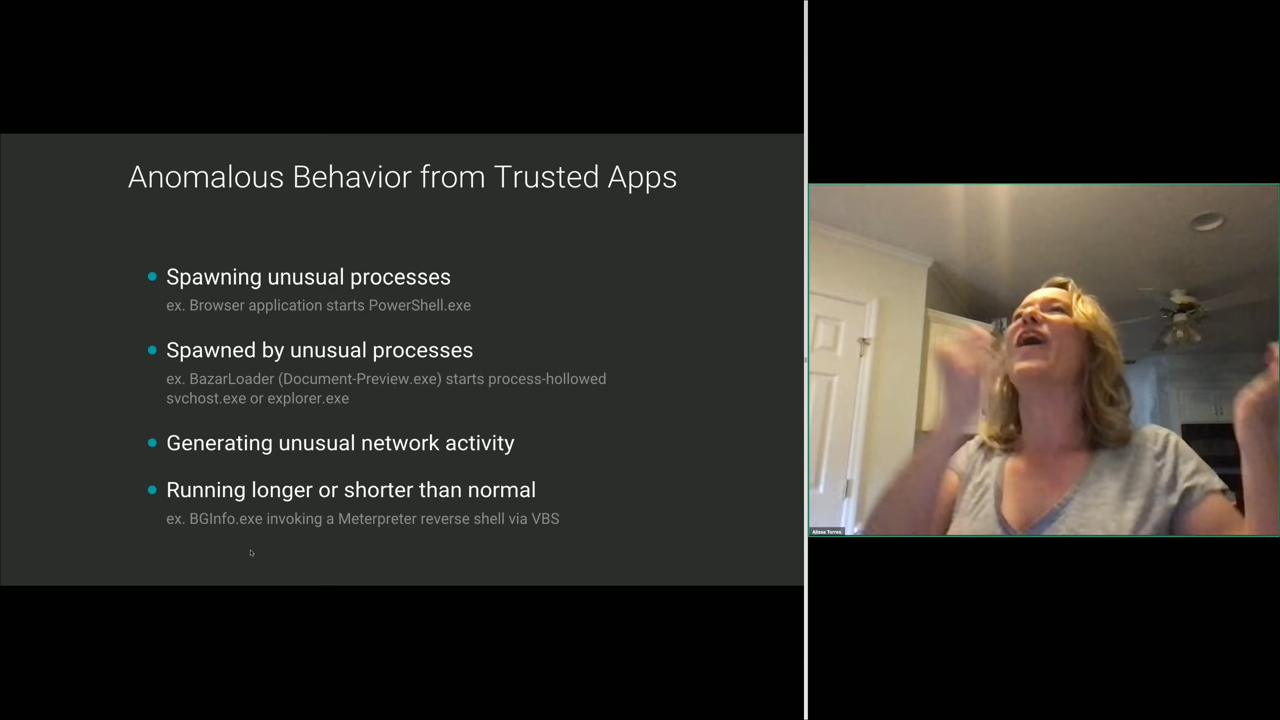 Anomalous Behavior from Trusted Apps
Spawning unusual processes
ex. Browser application starts PowerShell.exe
Spawned by unusual processes
ex. BazarLoader (Document-Preview.exe) starts process-hollowed
svchost.exe or explorer.exe
Generating unusual network activity
Running longer or shorter than normal
ex. BGInfo.exe invoking a Meterpreter reverse shell via VBS
Alissa Torres